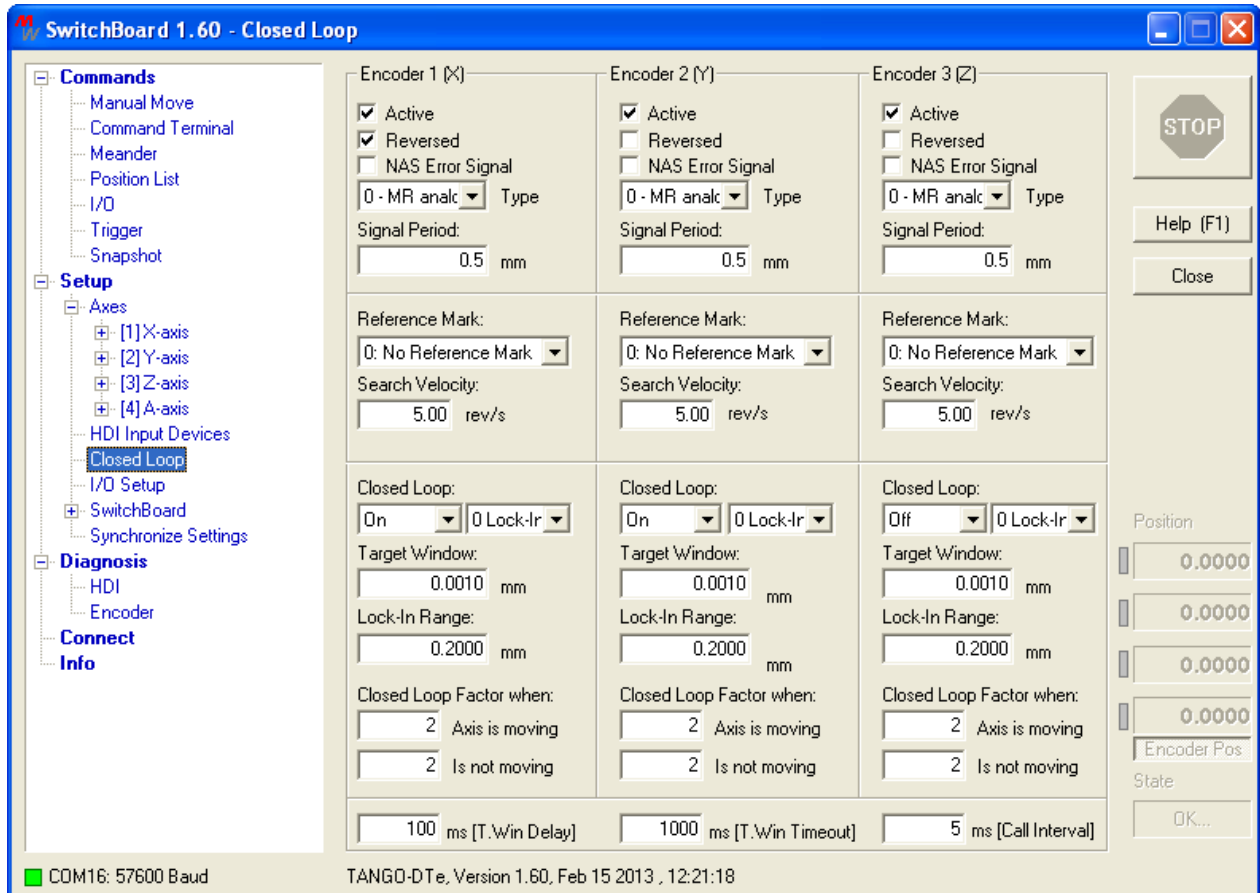 SwitchBoard 1.60 - Closed Loop
Commands
Manual Move
Command Terminal
Meander
Position List
I/O
Trigger
Snapshot
Setup
Axes
[1] X-axis
[2] Y-axis
[3] Z-axis
[4] A-axis
HDI Input Devices
Closed Loop
I/O Setup
SwitchBoard
Synchronize Settings
Diagnosis
HDI
Encoder
Connect
Info
Encoder 1 (X)
Active
Reversed
NAS Error Signal
0 - MR analo Type
Signal Period:
0.5 mm
Reference Mark:
0: No Reference Mark
Search Velocity:
5.00 rev/s
Closed Loop:
On 0 Lock-Ir
Target Window:
0.0010 mm
Lock-In Range:
0.2000 mm
Closed Loop Factor when:
2 Axis is moving
2 Is not moving
100 ms [T.Win Delay]
Encoder 2 (Y)
Active
Reversed
NAS Error Signal
0 - MR analo Type
Signal Period:
0.5 mm
Reference Mark:
0: No Reference Mark
Search Velocity:
5.00 rev/s
Closed Loop:
On 0 Lock-Ir
Target Window:
0.0010 mm
Lock-In Range:
0.2000 mm
Closed Loop Factor when:
2 Axis is moving
2 Is not moving
1000 ms [T.Win Timeout]
Encoder 3 (Z)
Active
Reversed
NAS Error Signal
0 - MR analo Type
Signal Period:
0.5 mm
Reference Mark:
0: No Reference Mark
Search Velocity:
5.00 rev/s
Closed Loop:
Off 0 Lock-Ir
Target Window:
0.0010 mm
Lock-In Range:
0.2000 mm
Closed Loop Factor when:
2 Axis is moving
2 Is not moving
5 ms [Call Interval]
STOP
Help (F1)
Close
Position
0.0000
0.0000
0.0000
0.0000
Encoder Pos
State
OK...
COM16: 57600 Baud
TANGO-DTe, Version 1.60, Feb 15 2013 , 12:21:18